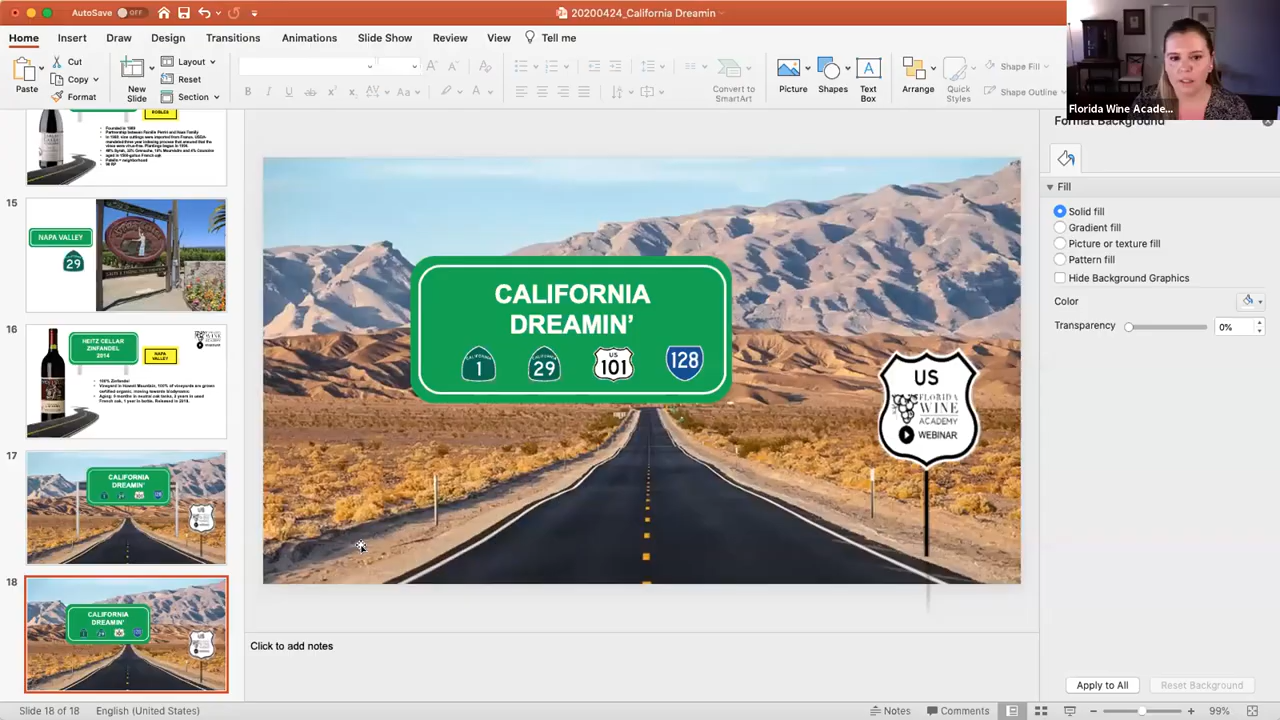 AutoSave OFF
20200424_California Dreamin
Home Insert Draw Design Transitions Animations Slide Show Review View Tell me
Paste
Cut
Copy
Format
New
Slide
Layout
Reset
Section
Convert to
SmartArt
Picture
Shapes
Text
Box
Arrange
Quick
Styles
Shape Fill
Shape Outline
Florida Wine Acade...
Format Background
Fill
Solid fill
Gradient fill
Picture or texture fill
Pattern fill
Hide Background Graphics
Color
Transparency 0%
Apply to All
Reset Background
ROBLES
15
NAPA VALLEY
29
16
HEITZ CELLAR
ZINFANDEL
2014
NAPA
VALLEY
100% Zinfandel
17
CALIFORNIA
DREAMIN'
18
CALIFORNIA
DREAMIN'
CALIFORNIA
DREAMIN’
CALIFORNIA
1
CALIFORNIA
29
US
101
128
US
FLORIDA
WINE
ACADEMY
WEBINAR
Click to add notes
Slide 18 of 18
English (United States)
Notes
Comments
99%